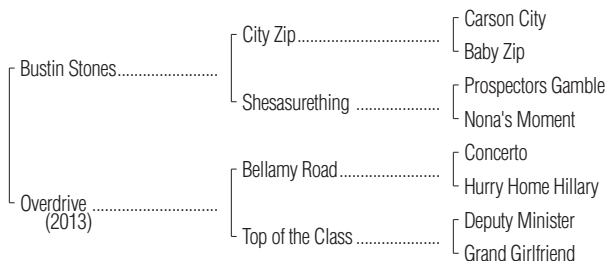 Carson City
City Zip
Baby Zip
Bustin Stones
Prospectors Gamble
Shesasurething
Nona's Moment
Concerto
Bellamy Road
Hurry Home Hillary
Overdrive
(2013)
Deputy Minister
Top of the Class
Grand Girlfriend